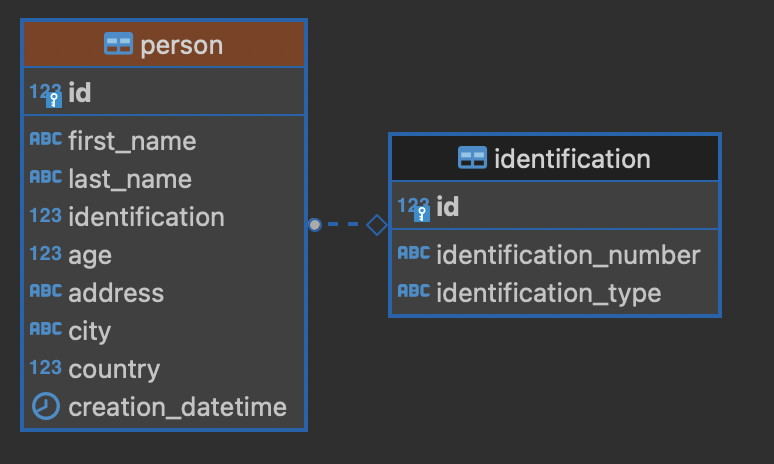 person
123 id
ABC first_name
ABC last_name
123 identification
123 age
ABC address
ABC city
123 country
creation_datetime
identification
123 id
ABC identification_number
ABC identification_type